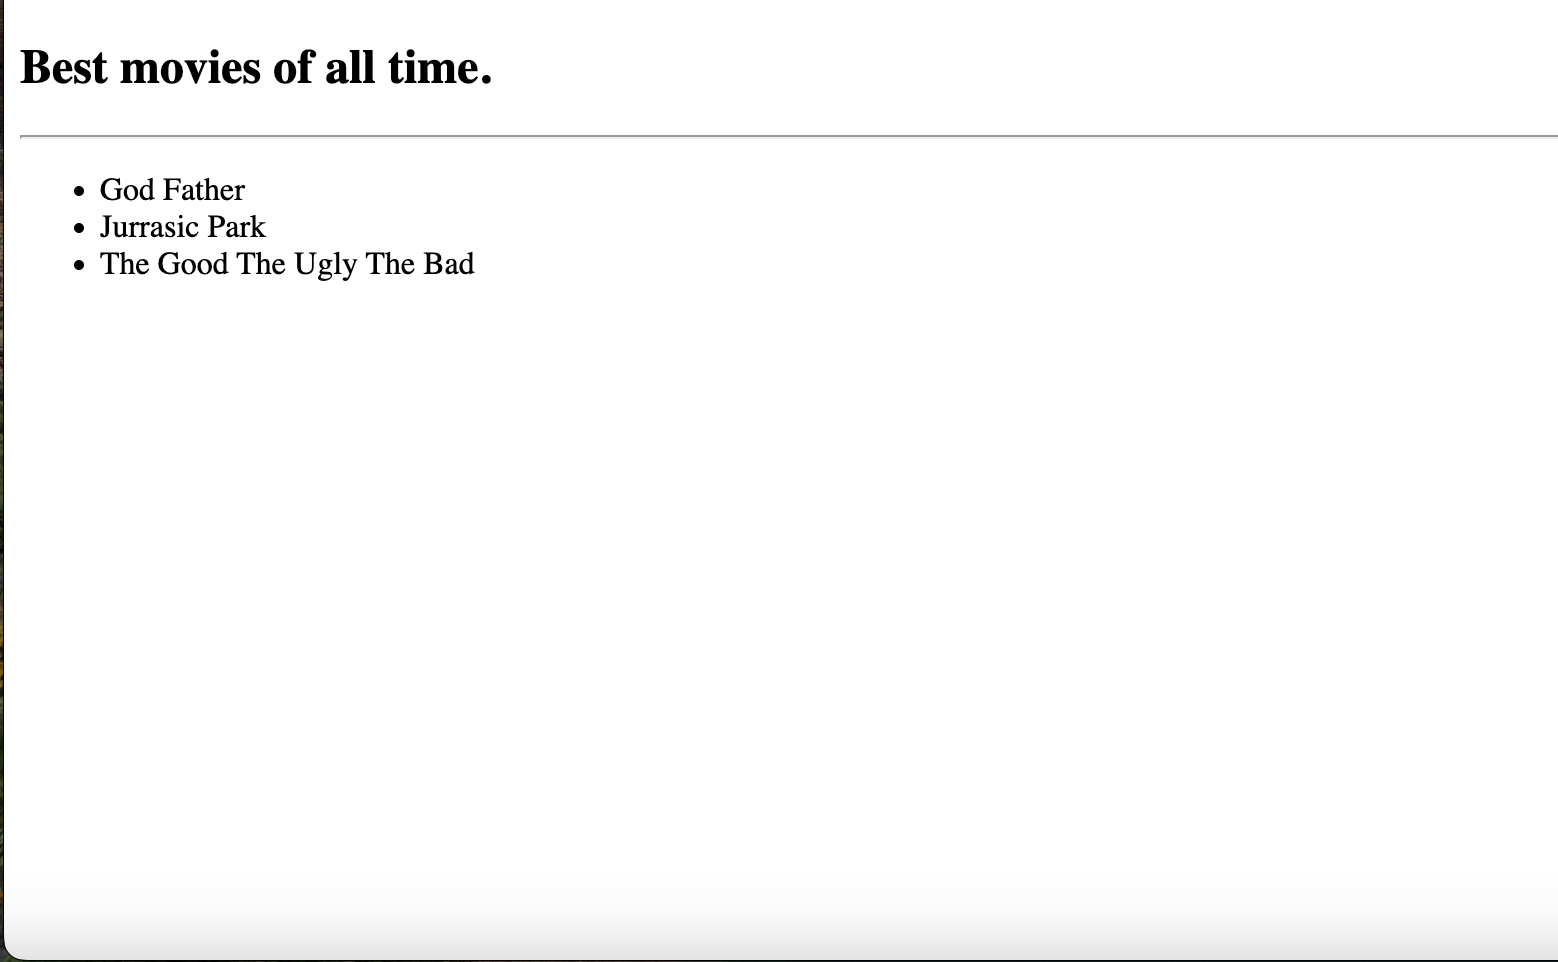 Best movies of all time.
God Father
Jurrasic Park
The Good The Ugly The Bad